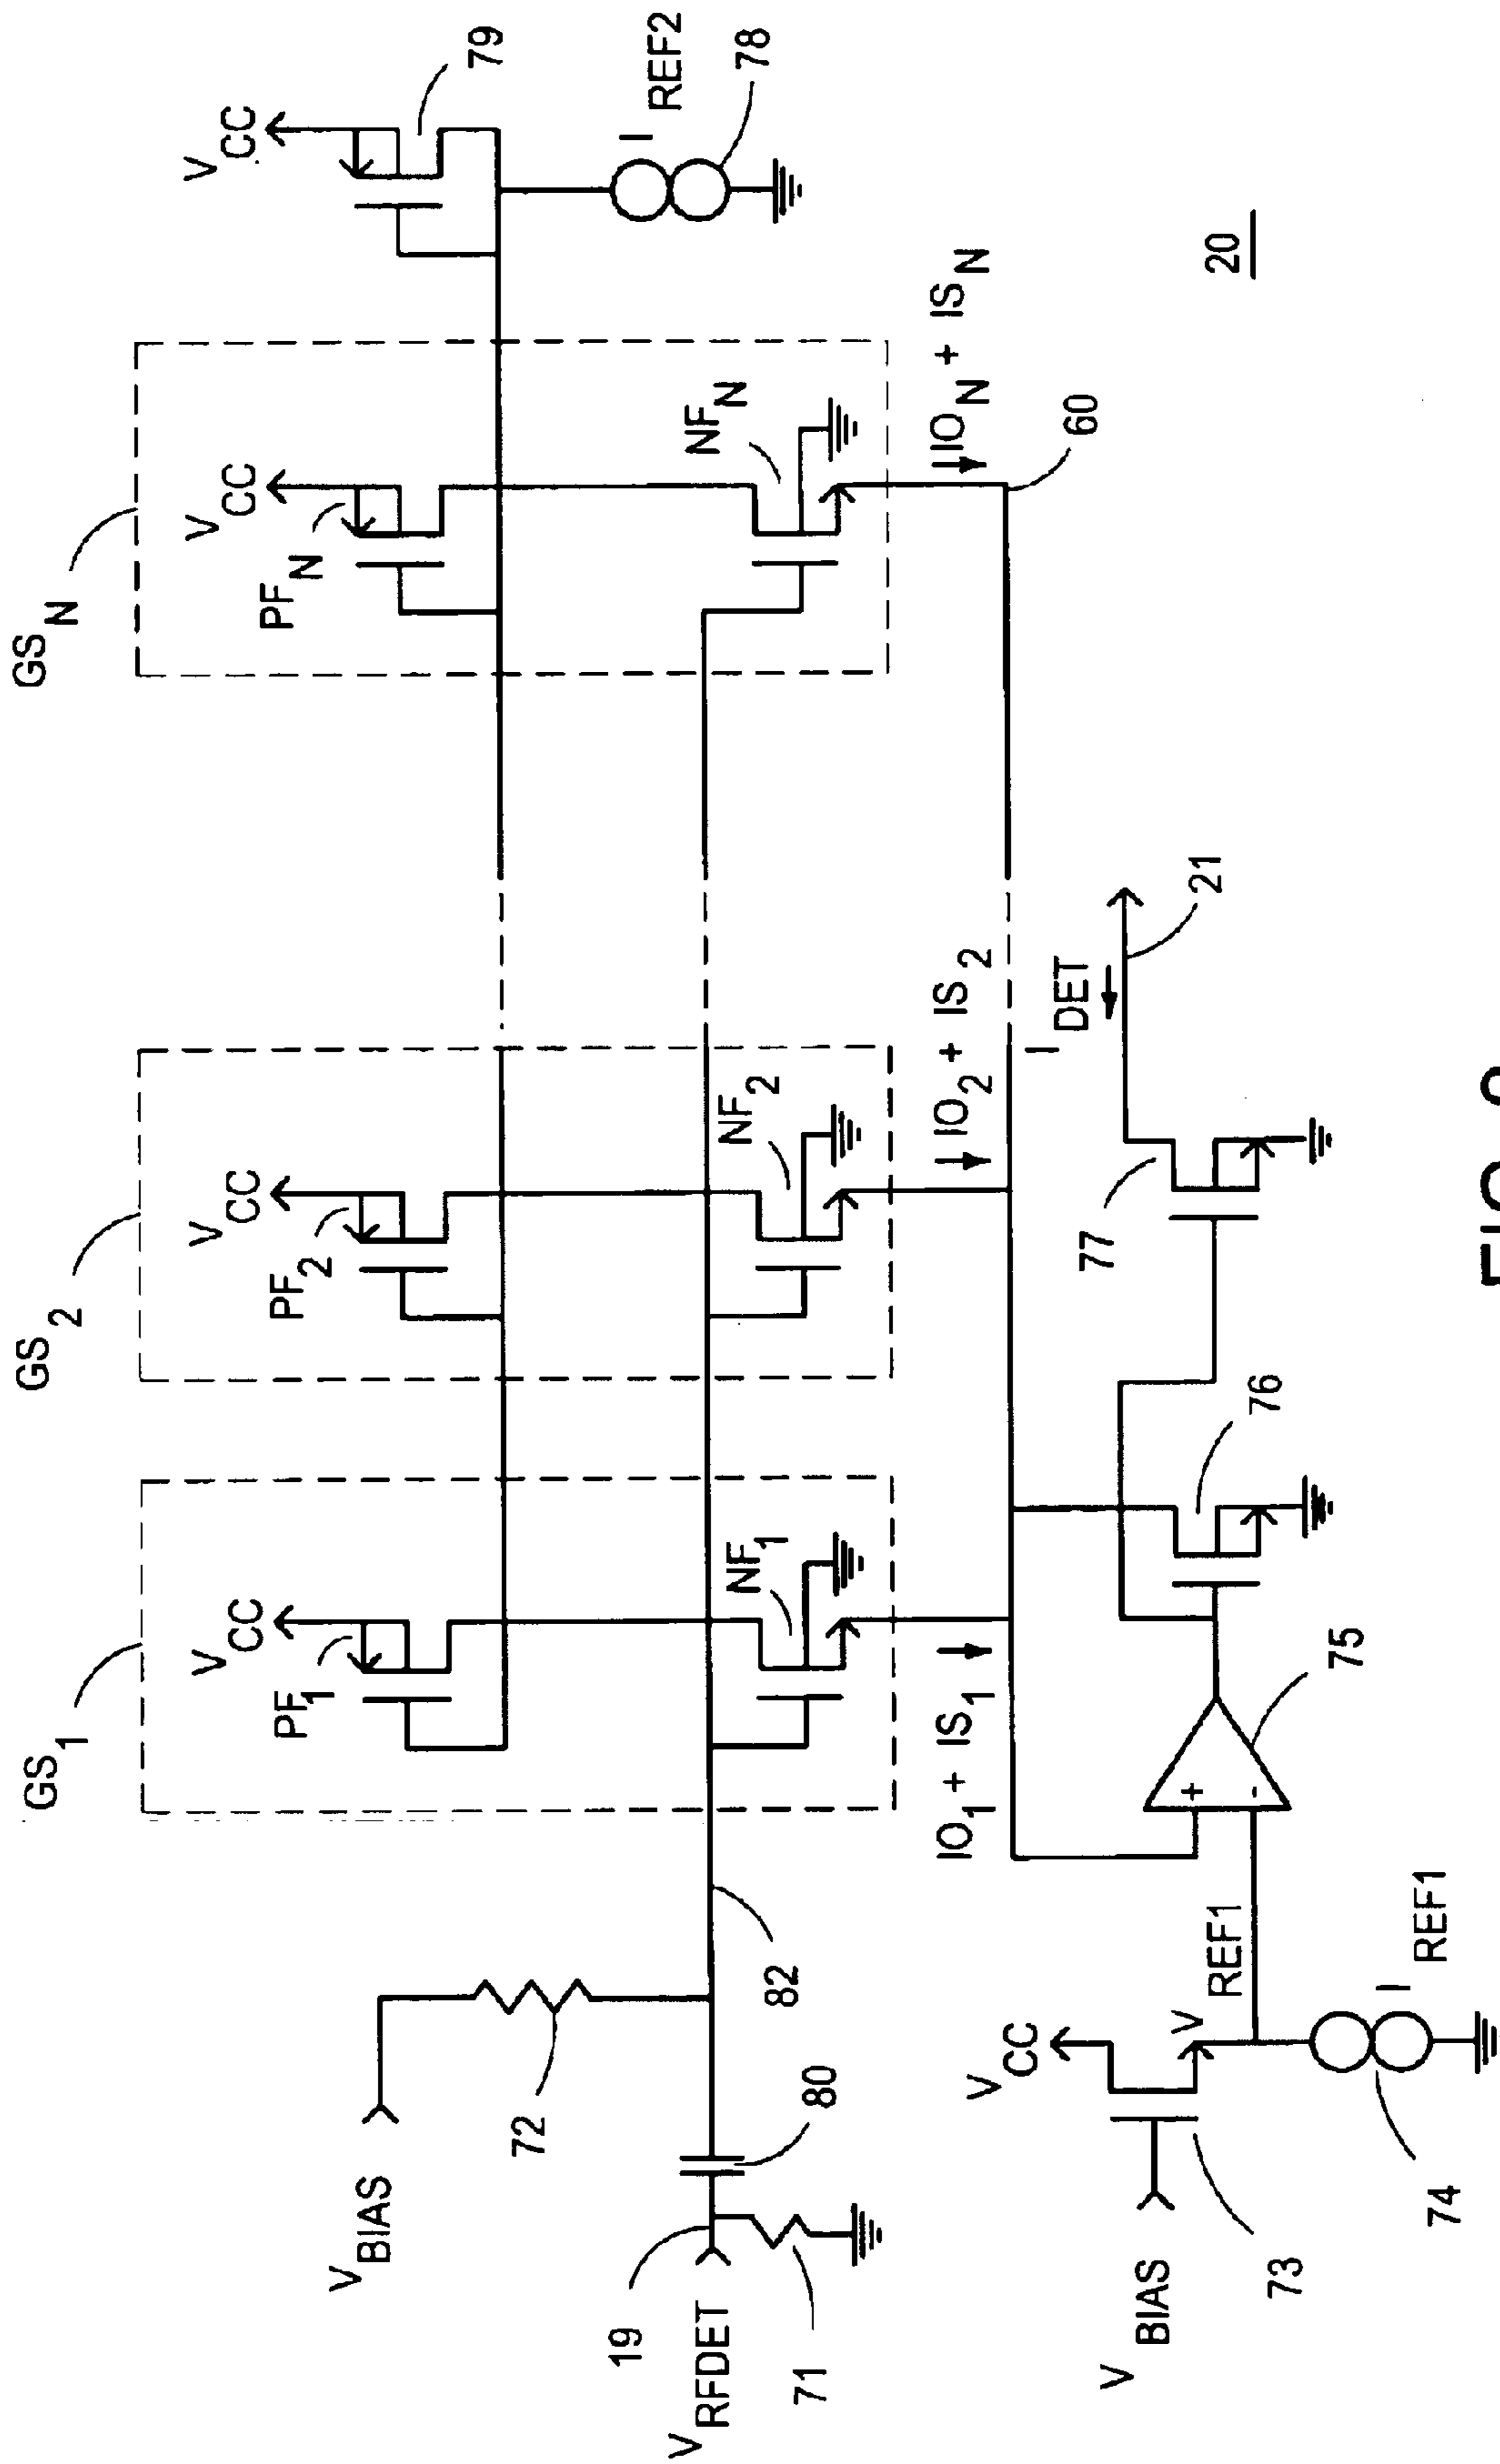 GS1
GS2
GSN
VCC
VCC
VCC
VCC
PF1
PF2
PFN
79
IREF2
78
VBIAS
72
NF1
NF2
NFN
19
VRFDET
71
80
82
IO1 + IS1
IO2 + IS2
ION + ISN
60
20
VBIAS
VCC
73
VREF1
74
IREF1
+
-
75
76
77
IDET
21